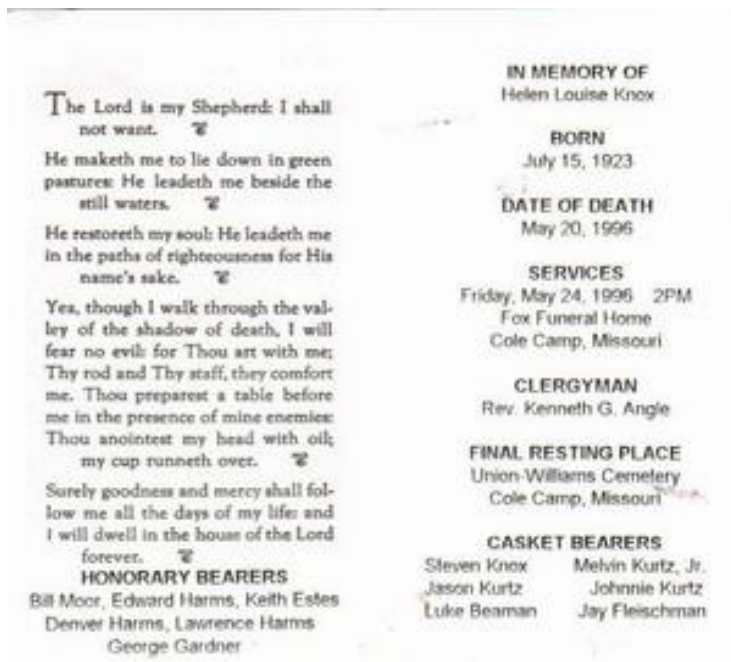 The Lord is my Shepherd: I shall
not want.
He maketh me to lie down in green
pastures: He leadeth me beside the
still waters.
He restoreth my soul: He leadeth me
in the paths of righteousness for His
name's sake.
Yea, though I walk through the val-
ley of the shadow of death, I will
fear no evil: for Thou art with me;
Thy rod and Thy staff, they comfort
me. Thou preparest a table before
me in the presence of mine enemies:
Thou anointest my head with oil;
my cup runneth over.
Surely goodness and mercy shall fol-
low me all the days of my life: and
I will dwell in the house of the Lord
forever.
HONORARY BEARERS
Bill Moor, Edward Harms, Keith Estes
Denver Harms, Lawrence Harms
George Gardner
IN MEMORY OF
Helen Louise Knox
BORN
July 15, 1923
DATE OF DEATH
May 20, 1996
SERVICES
Friday, May 24, 1996 2PM
Fox Funeral Home
Cole Camp, Missouri
CLERGYMAN
Rev. Kenneth G. Angle
FINAL RESTING PLACE
Union-Williams Cemetery
Cole Camp, Missouri
CASKET BEARERS
Steven Knox Melvin Kurtz, Jr.
Jason Kurtz Johnnie Kurtz
Luke Beaman Jay Fleischman